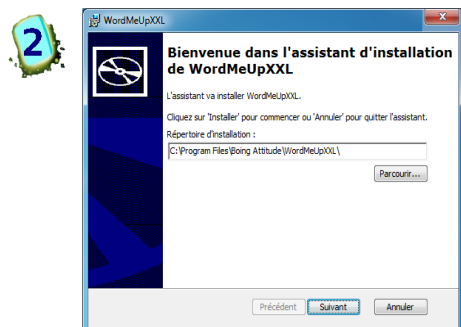 2
WordMeUpXXL
Bienvenue dans l'assistant d'installation
de WordMeUpXXL
L'assistant va installer WordMeUpXXL.
Cliquez sur 'Installer' pour commencer ou 'Annuler' pour quitter l'assistant.
Répertoire d'installation :
C:\Program Files\Boing Attitude\WordMeUpXXL\
Parcourir...
Précédent Suivant Annuler